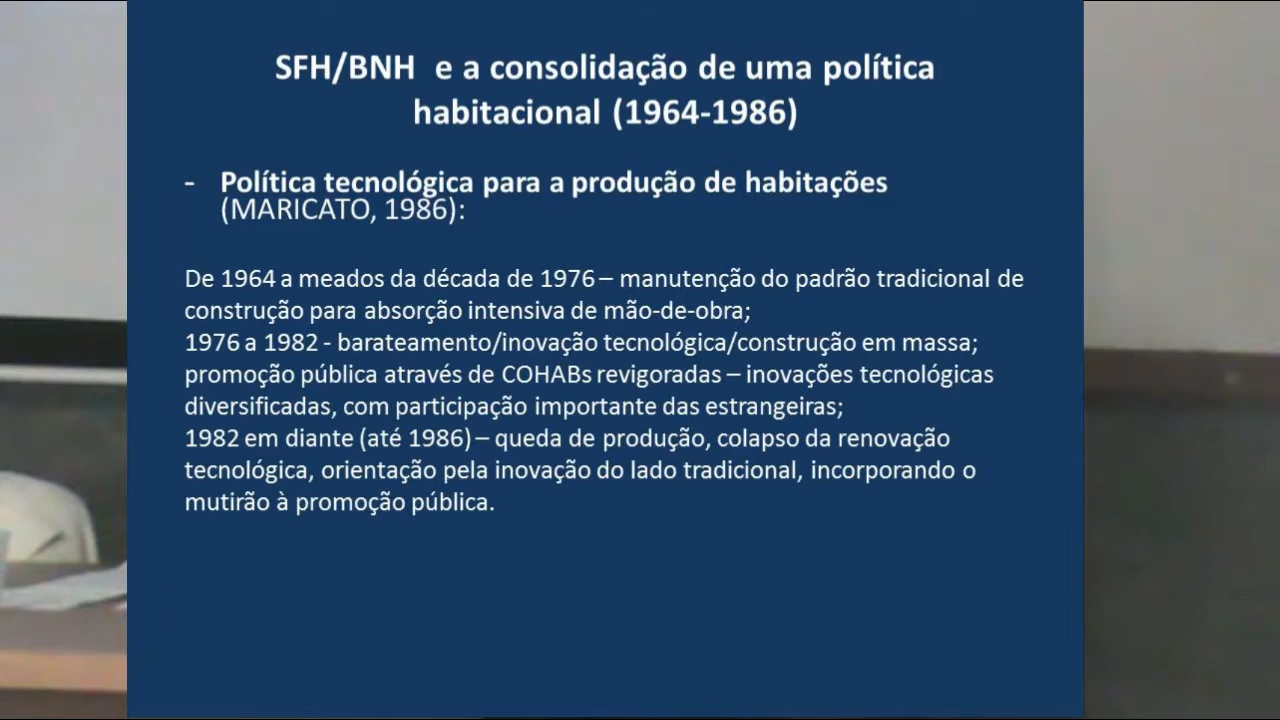 SFH/BNH e a consolidação de uma política
habitacional (1964-1986)
- Política tecnológica para a produção de habitações
(MARICATO, 1986):
De 1964 a meados da década de 1976 – manutenção do padrão tradicional de
construção para absorção intensiva de mão-de-obra;
1976 a 1982 - barateamento/inovação tecnológica/construção em massa;
promoção pública através de COHABs revigoradas – inovações tecnológicas
diversificadas, com participação importante das estrangeiras;
1982 em diante (até 1986) – queda de produção, colapso da renovação
tecnológica, orientação pela inovação do lado tradicional, incorporando o
mutirão à promoção pública.